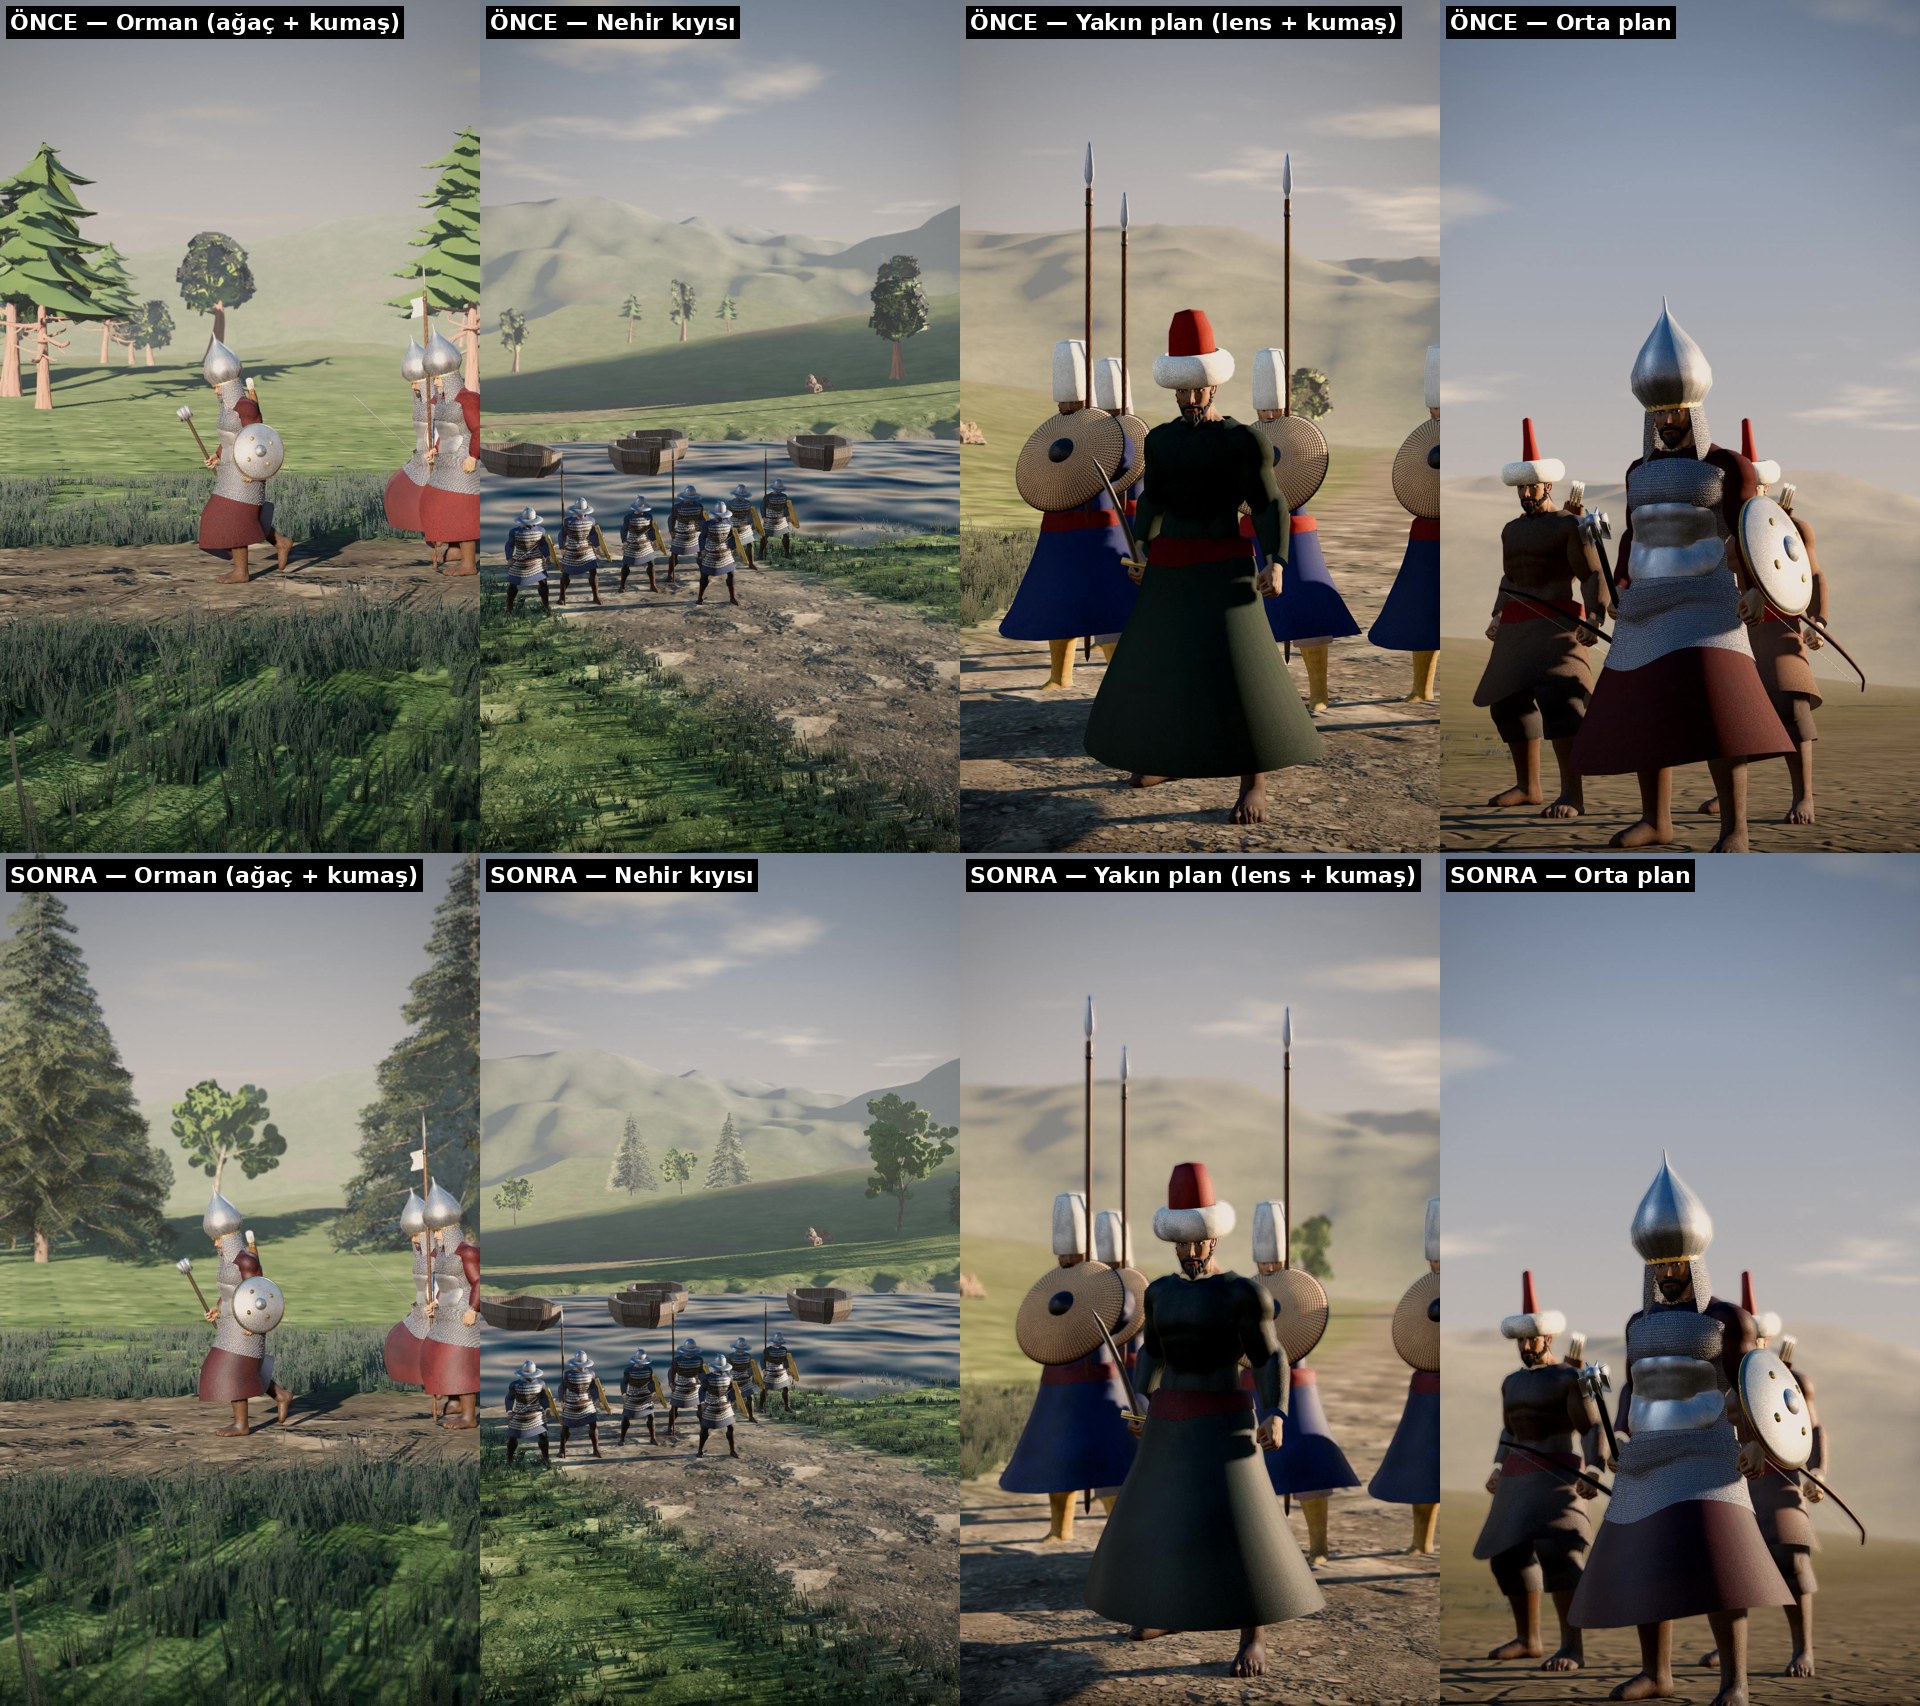 ÖNCE — Orman (ağaç + kumaş)
ÖNCE — Nehir kıyısı
ÖNCE — Yakın plan (lens + kumaş)
ÖNCE — Orta plan
SONRA — Orman (ağaç + kumaş)
SONRA — Nehir kıyısı
SONRA — Yakın plan (lens + kumaş)
SONRA — Orta plan